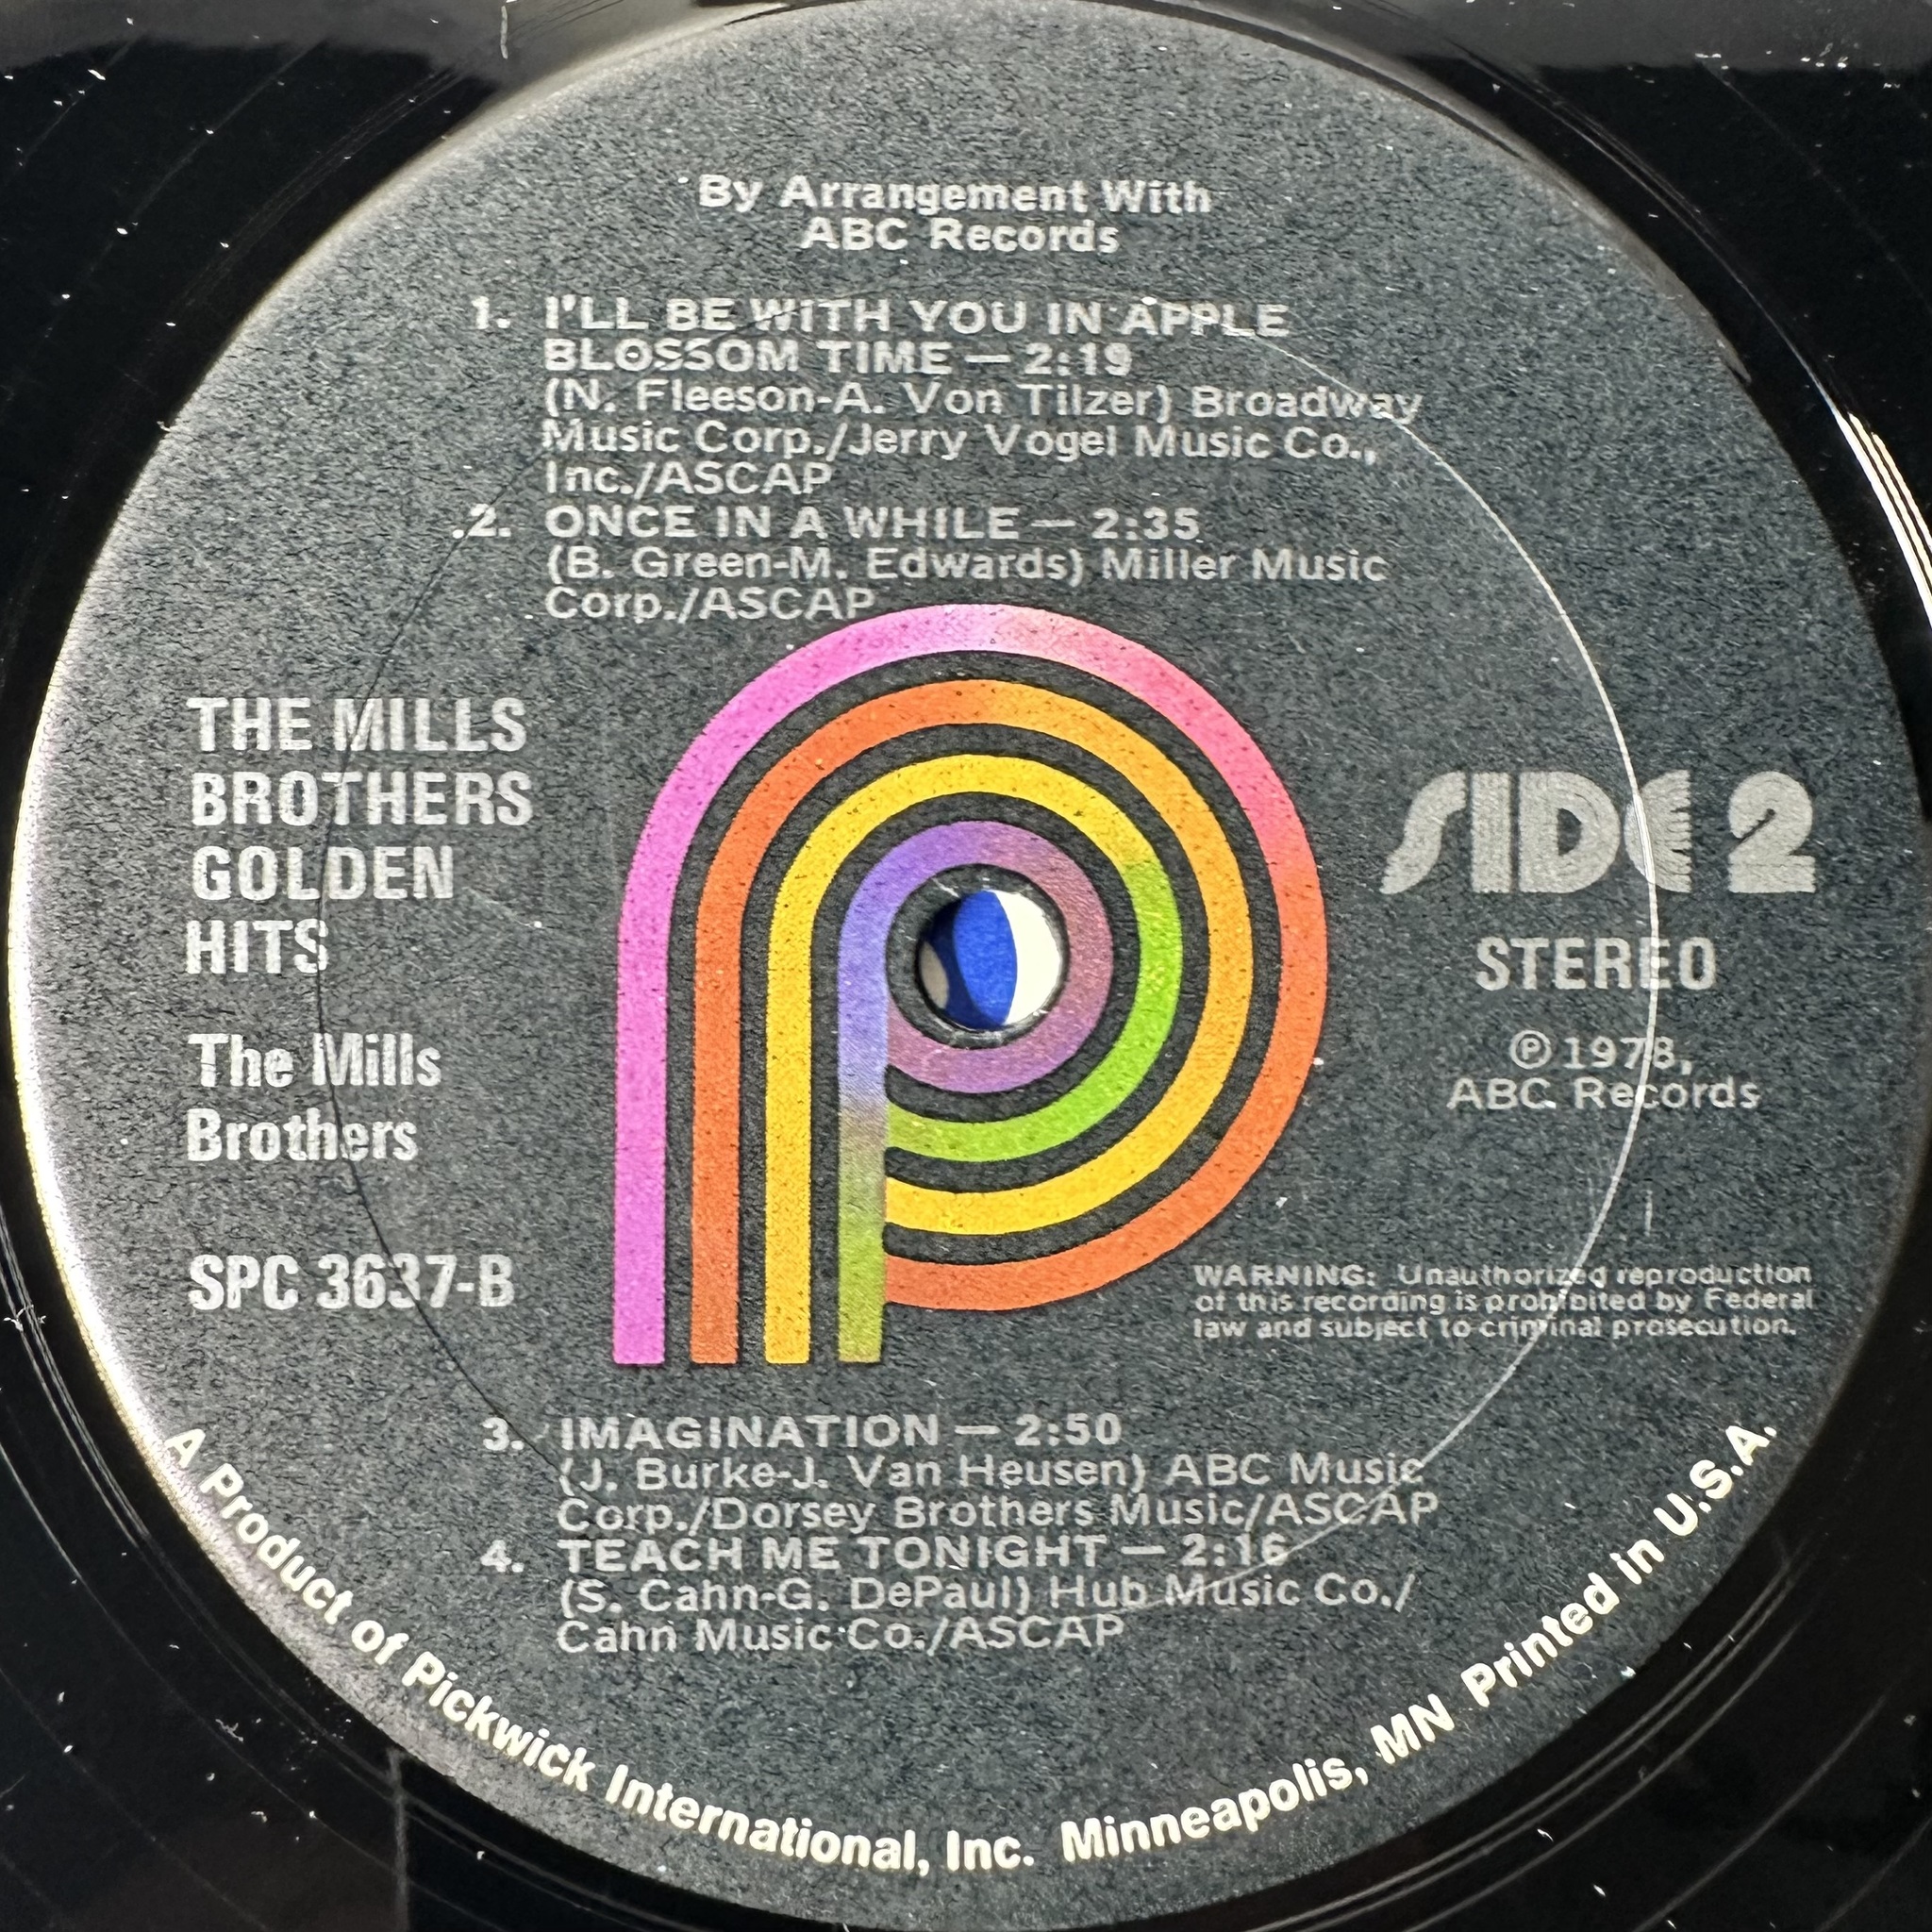 By Arrangement With
ABC Records
1. I'LL BE WITH YOU IN APPLE
BLOSSOM TIME — 2:19
(N. Fleeson-A. Von Tilzer) Broadway
Music Corp./Jerry Vogel Music Co.,
Inc./ASCAP
2. ONCE IN A WHILE — 2:35
(B. Green-M. Edwards) Miller Music
Corp./ASCAP
THE MILLS
BROTHERS
GOLDEN
HITS
The Mills
Brothers
SPC 3637-B
SIDE 2
STEREO
℗ 1978,
ABC Records
WARNING: Unauthorized reproduction
of this recording is prohibited by Federal
law and subject to criminal prosecution.
3. IMAGINATION — 2:50
(J. Burke-J. Van Heusen) ABC Music
Corp./Dorsey Brothers Music/ASCAP
4. TEACH ME TONIGHT — 2:16
(S. Cahn-G. DePaul) Hub Music Co./
Cahn Music Co./ASCAP
A Product of Pickwick International, Inc. Minneapolis, MN Printed in U.S.A.